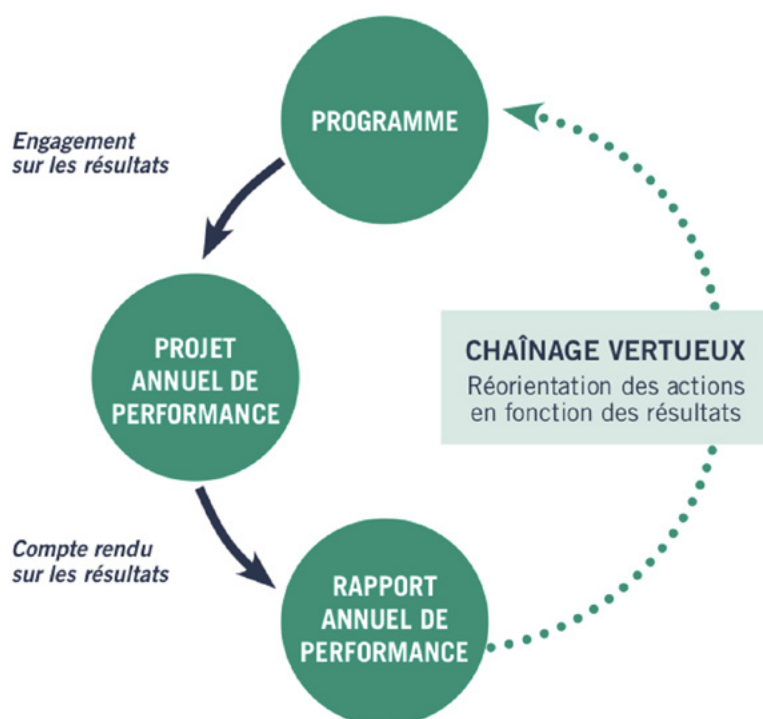 PROGRAMME
Engagement
sur les résultats
PROJET
ANNUEL DE
PERFORMANCE
CHAÎNAGE VERTUEUX
Réorientation des actions
en fonction des résultats
Compte rendu
sur les résultats
RAPPORT
ANNUEL DE
PERFORMANCE